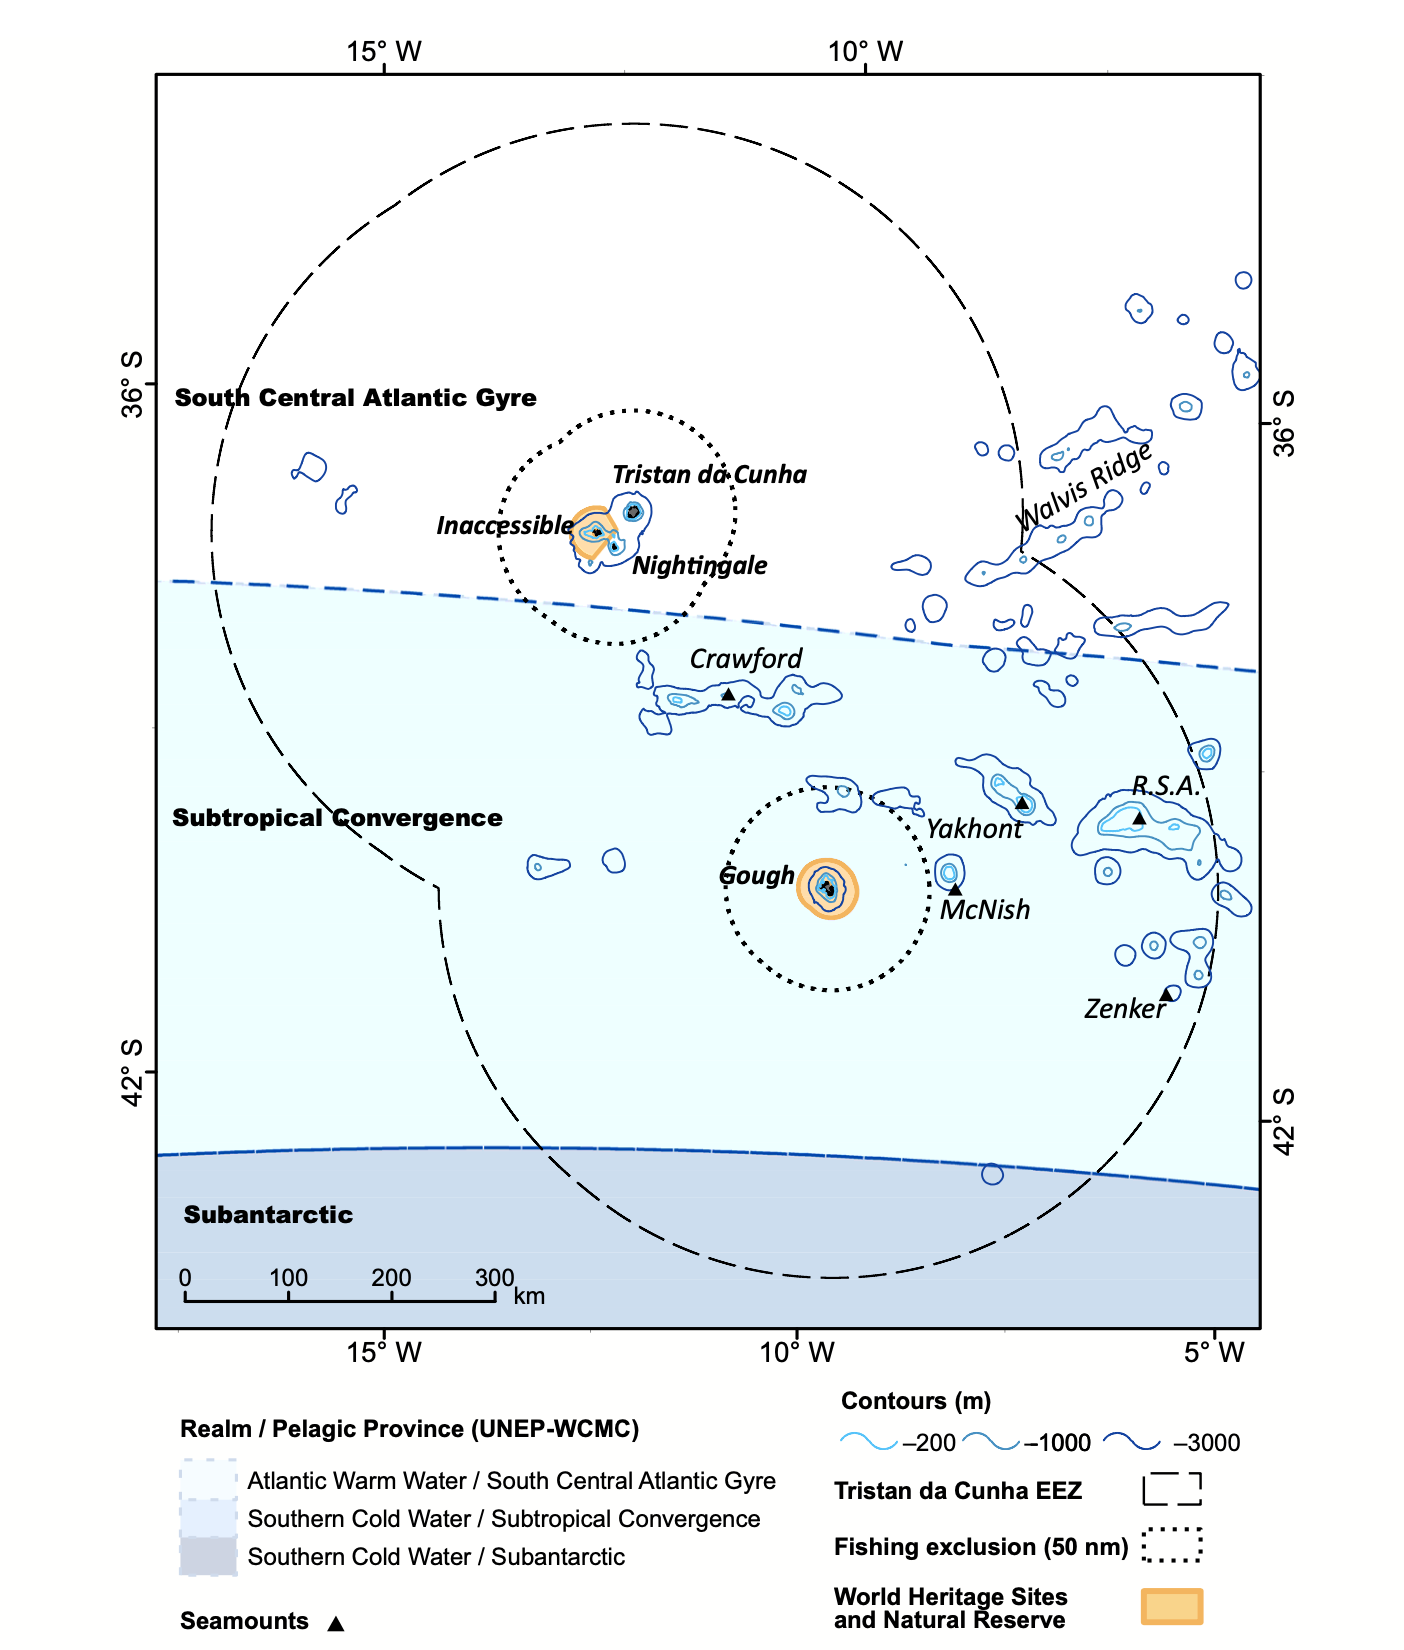 15° W
10° W
36° S
36° S
South Central Atlantic Gyre
Tristan da Cunha
Walvis Ridge
Inaccessible
Nightingale
Crawford
R.S.A.
Subtropical Convergence
Yakhont
Gough
McNish
Zenker
42° S
42° S
Subantarctic
0 100 200 300 km
15° W
10° W
5° W
Realm / Pelagic Province (UNEP-WCMC)
Atlantic Warm Water / South Central Atlantic Gyre
Southern Cold Water / Subtropical Convergence
Southern Cold Water / Subantarctic
Seamounts
Contours (m)
–200 –1000 –3000
Tristan da Cunha EEZ
Fishing exclusion (50 nm)
World Heritage Sites
and Natural Reserve